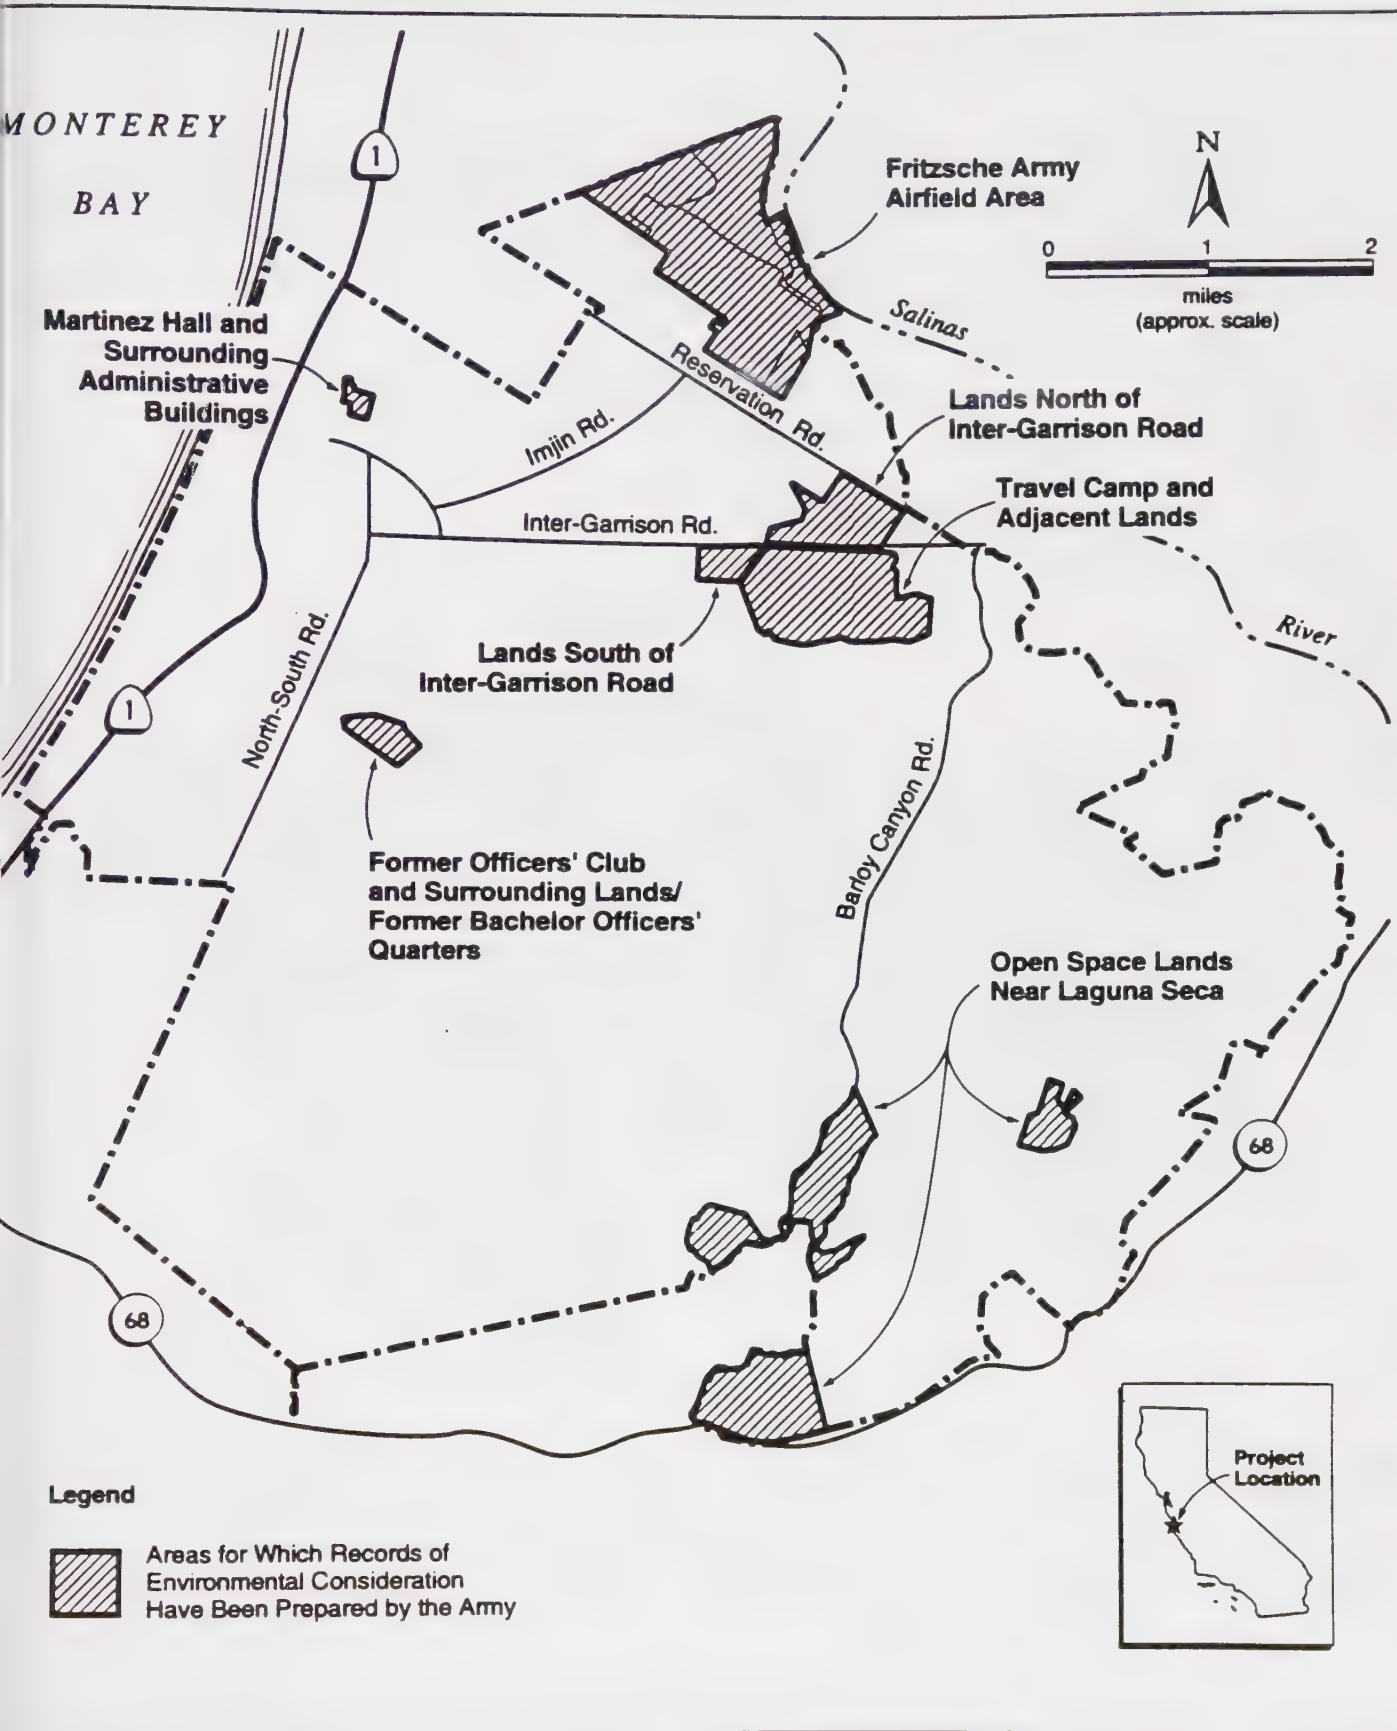 MONTEREY
BAY
1
Fritzsche Army
Airfield Area
N
0 1 2
miles
(approx. scale)
Martinez Hall and
Surrounding
Administrative
Buildings
Salinas
Reservation Rd.
Imjin Rd.
Lands North of
Inter-Garrison Road
Travel Camp and
Adjacent Lands
Inter-Garrison Rd.
River
Lands South of
Inter-Garrison Road
North-South Rd.
1
Barloy Canyon Rd.
Former Officers' Club
and Surrounding Lands/
Former Bachelor Officers'
Quarters
Open Space Lands
Near Laguna Seca
68
68
Project
Location
Legend
Areas for Which Records of
Environmental Consideration
Have Been Prepared by the Army